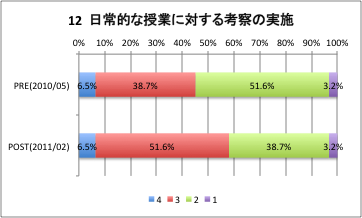 12 日常的な授業に対する考察の実施
0% 10% 20% 30% 40% 50% 60% 70% 80% 90% 100%
PRE(2010/05) 6.5% 38.7% 51.6% 3.2%
POST(2011/02) 6.5% 51.6% 38.7% 3.2%
4 3 2 1